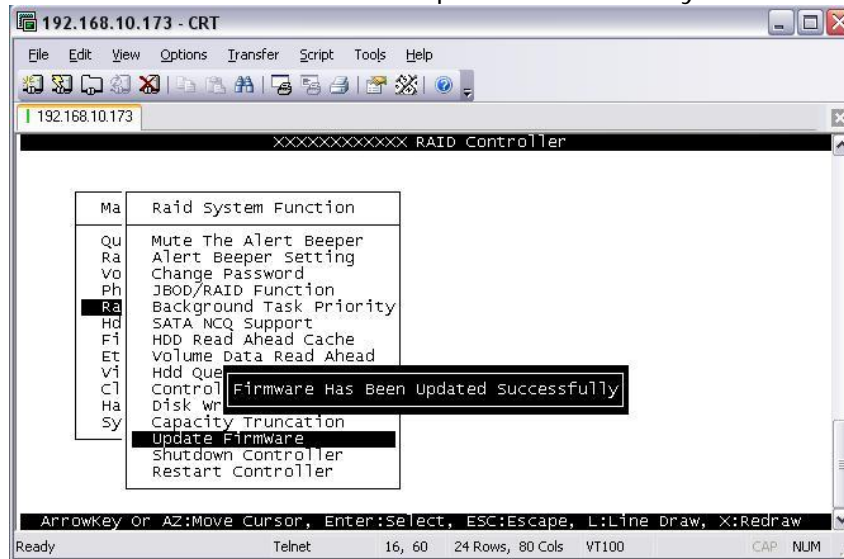 192.168.10.173 - CRT
File Edit View Options Transfer Script Tools Help
192.168.10.173
XXXXXXXXXXXX RAID Controller
Ma Raid System Function
Qu Mute The Alert Beeper
Ra Alert Beeper Setting
Vo Change Password
Ph JBOD/RAID Function
Ra Background Task Priority
Hd SATA NCQ Support
Fi HDD Read Ahead Cache
Et Volume Data Read Ahead
Vi Hdd Que
Cl Control Firmware Has Been Updated Successfully
Ha Disk Wr
Sy Capacity Truncation
Update FirmWare
Shutdown Controller
Restart Controller
ArrowKey Or AZ:Move Cursor, Enter:Select, ESC:Escape, L:Line Draw, X:Redraw
Ready Telnet 16, 60 24 Rows, 80 Cols VT100 CAP NUM